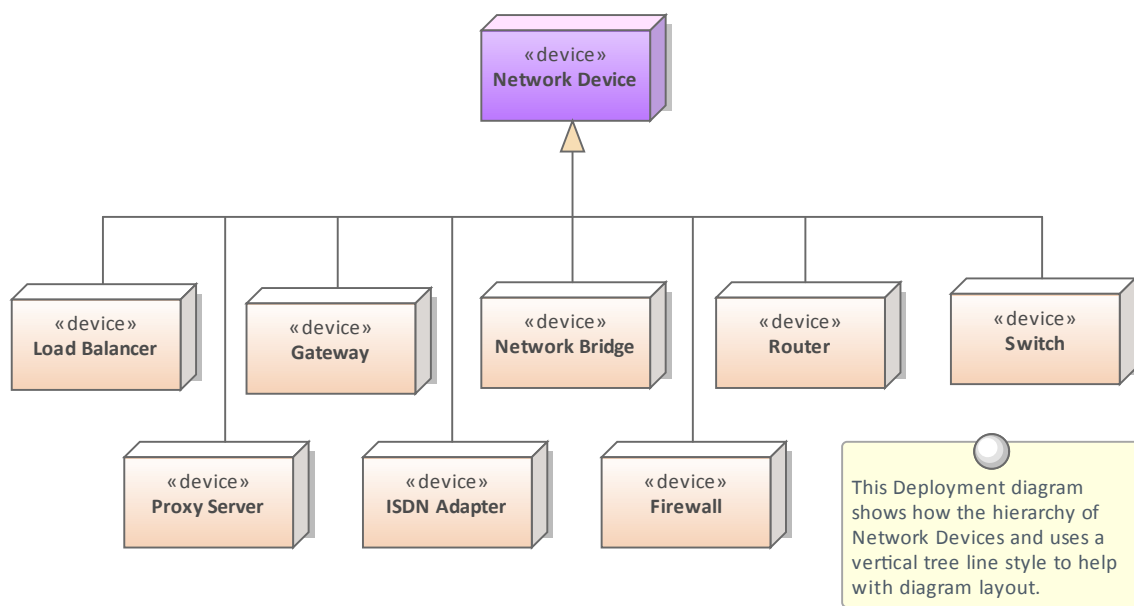 «device»
Network Device
«device»
Load Balancer
«device»
Gateway
«device»
Network Bridge
«device»
Router
«device»
Switch
«device»
Proxy Server
«device»
ISDN Adapter
«device»
Firewall
This Deployment diagram
shows how the hierarchy of
Network Devices and uses a
vertical tree line style to help
with diagram layout.